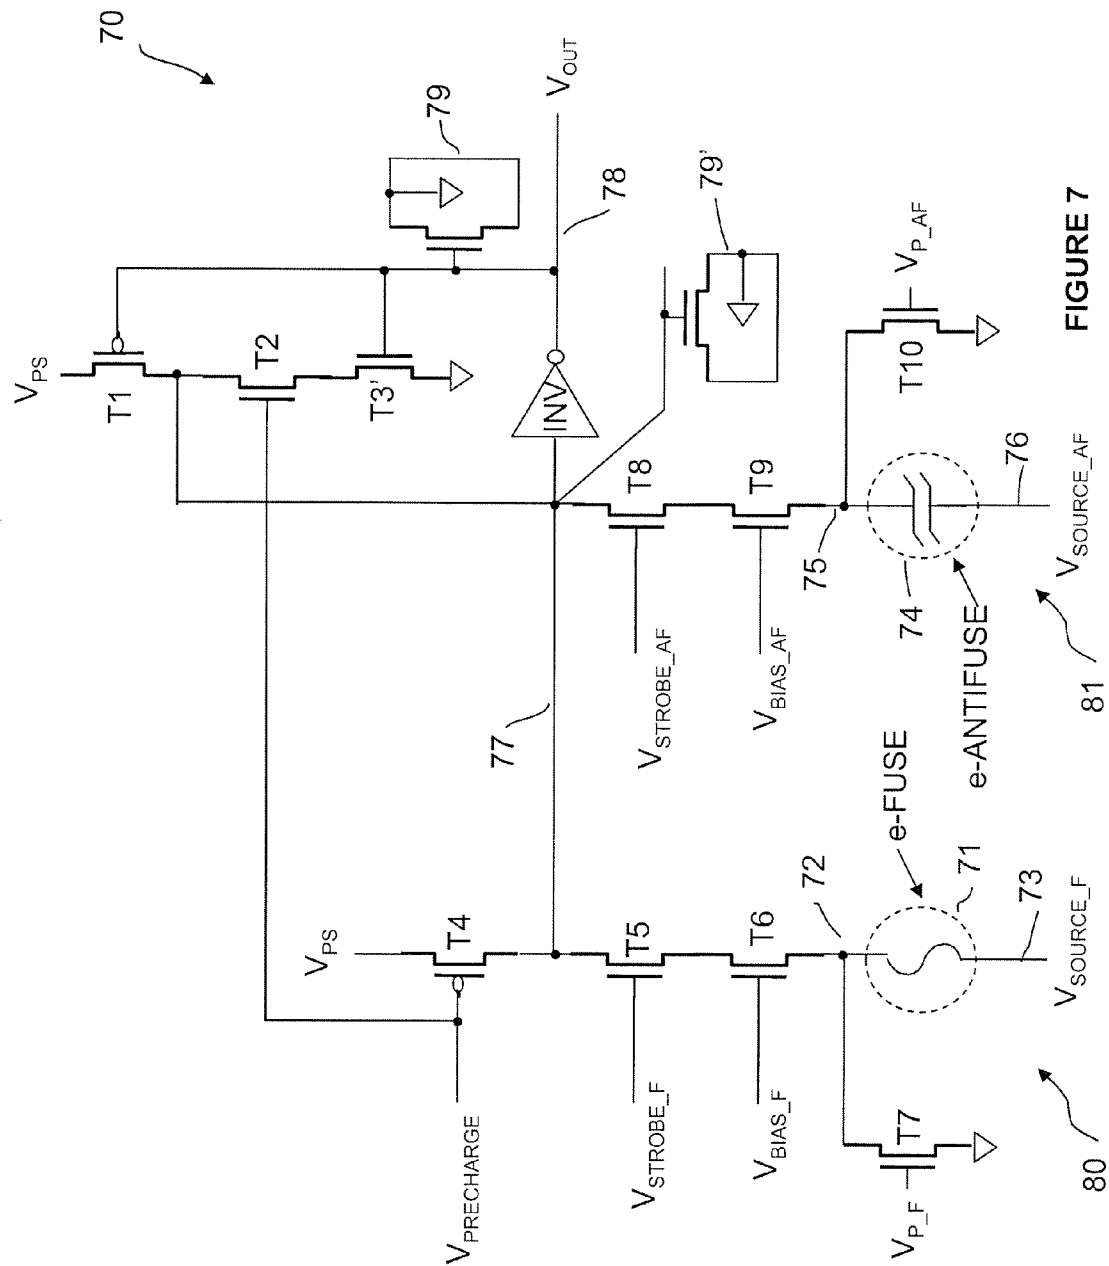 70
V_PS
T1
T2
T3'
79
V_OUT
INV
78
79'
V_PS
T4
V_PRECHARGE
77
T5
V_STROBE_F
T6
V_BIAS_F
72
T7
V_P_F
e-FUSE
71
73
V_SOURCE_F
80
T8
V_STROBE_AF
T9
V_BIAS_AF
75
T10
V_P_AF
74
e-ANTIFUSE
76
V_SOURCE_AF
81
FIGURE 7